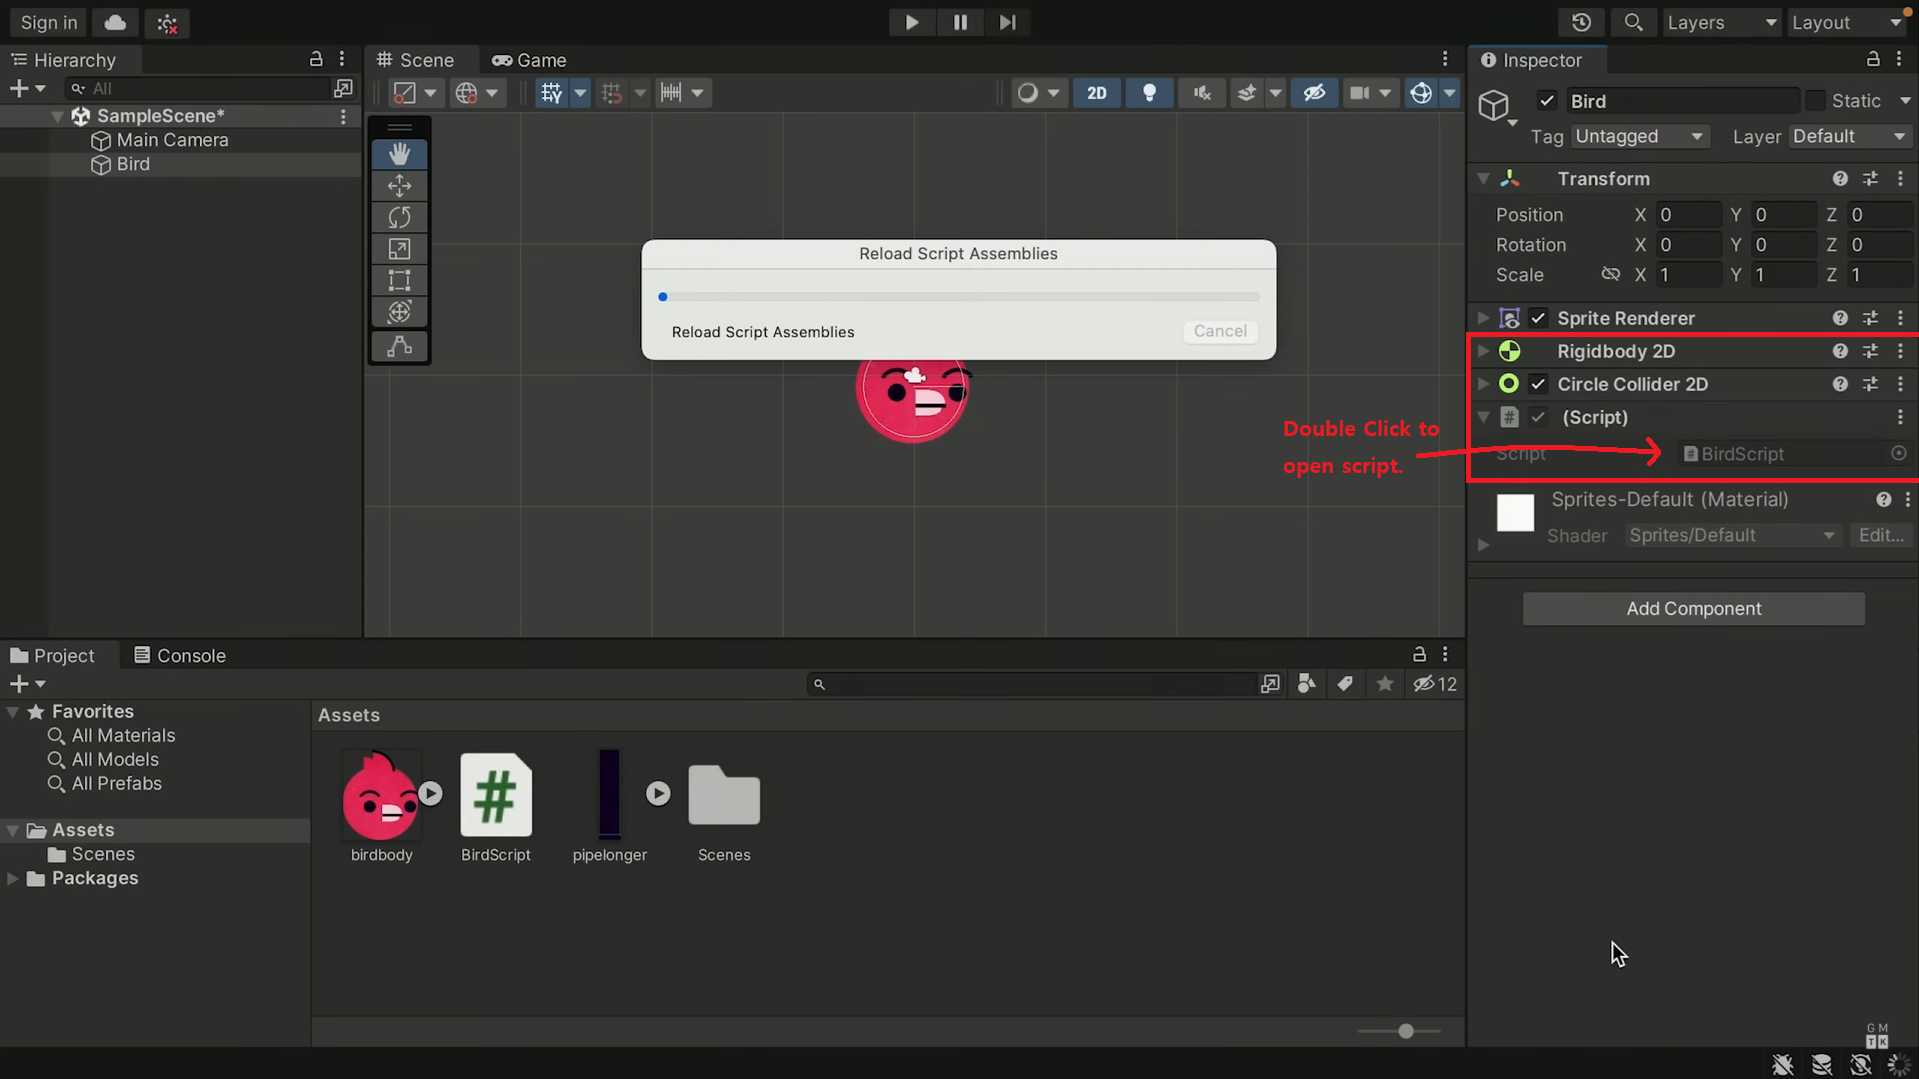 Sign in
Layers
Layout
Hierarchy
All
SampleScene*
Main Camera
Bird
Scene
Game
2D
Reload Script Assemblies
Reload Script Assemblies
Cancel
Double Click to
open script.
Inspector
Bird
Static
Tag Untagged Layer Default
Transform
Position X 0 Y 0 Z 0
Rotation X 0 Y 0 Z 0
Scale X 1 Y 1 Z 1
Sprite Renderer
Rigidbody 2D
Circle Collider 2D
# (Script)
Script # BirdScript
Sprites-Default (Material)
Shader Sprites/Default Edit...
Add Component
Project
Console
12
Favorites
All Materials
All Models
All Prefabs
Assets
Scenes
Packages
Assets
#
birdbody
BirdScript
pipelonger
Scenes
GM
TK